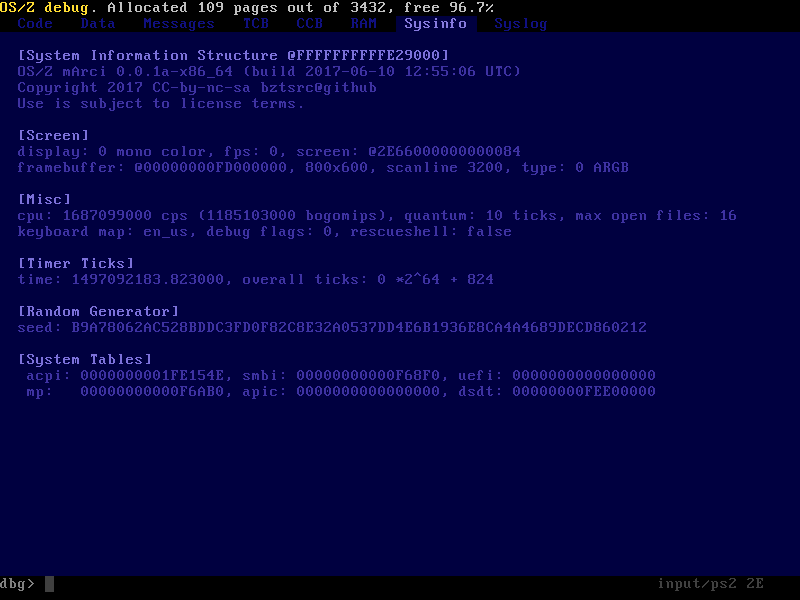 OS/Z debug. Allocated 109 pages out of 3432, free 96.7%
Code Data Messages TCB CCB RAM Sysinfo Syslog
[System Information Structure @FFFFFFFFFFE29000]
OS/Z mArci 0.0.1a-x86_64 (build 2017-06-10 12:55:06 UTC)
Copyright 2017 CC-by-nc-sa bztsrc@github
Use is subject to license terms.
[Screen]
display: 0 mono color, fps: 0, screen: @2E66000000000084
framebuffer: @00000000FD000000, 800x600, scanline 3200, type: 0 ARGB
[Misc]
cpu: 1687099000 cps (1185103000 bogomips), quantum: 10 ticks, max open files: 16
keyboard map: en_us, debug flags: 0, rescueshell: false
[Timer Ticks]
time: 1497092183.823000, overall ticks: 0 *2^64 + 824
[Random Generator]
seed: B9A78062AC528BDDC3FD0F82C8E32A0537DD4E6B1936E8CA4A4689DECD860212
[System Tables]
acpi: 0000000001FE154E, smbi: 00000000000F68F0, uefi: 0000000000000000
mp: 00000000000F6AB0, apic: 0000000000000000, dsdt: 00000000FEE00000
dbg> input/ps2 2E